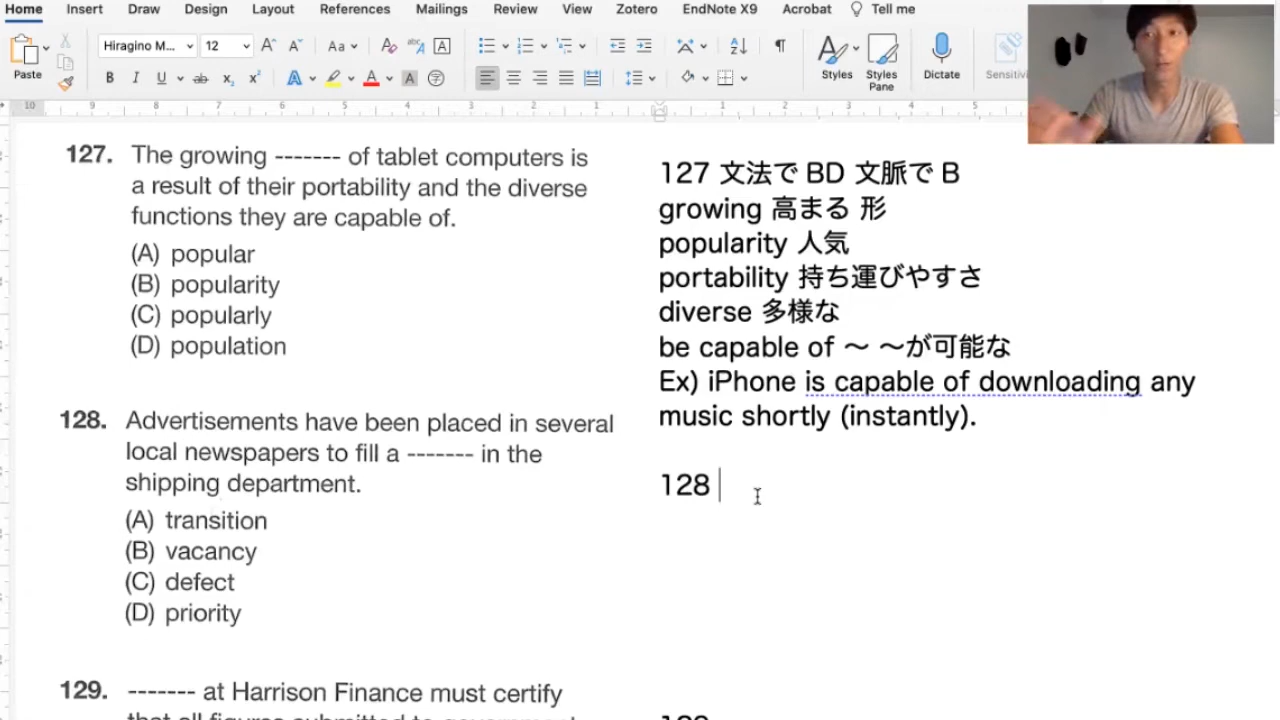 Home Insert Draw Design Layout References Mailings Review View Zotero EndNote X9 Acrobat Tell me
Hiragino M... 12
Paste Styles Styles Pane Dictate Sensitivi
127. The growing ------- of tablet computers is
a result of their portability and the diverse
functions they are capable of.
(A) popular
(B) popularity
(C) popularly
(D) population
128. Advertisements have been placed in several
local newspapers to fill a ------- in the
shipping department.
(A) transition
(B) vacancy
(C) defect
(D) priority
129. ------- at Harrison Finance must certify
127 文法で BD 文脈で B
growing 高まる 形
popularity 人気
portability 持ち運びやすさ
diverse 多様な
be capable of ～ ～が可能な
Ex) iPhone is capable of downloading any
music shortly (instantly).
128